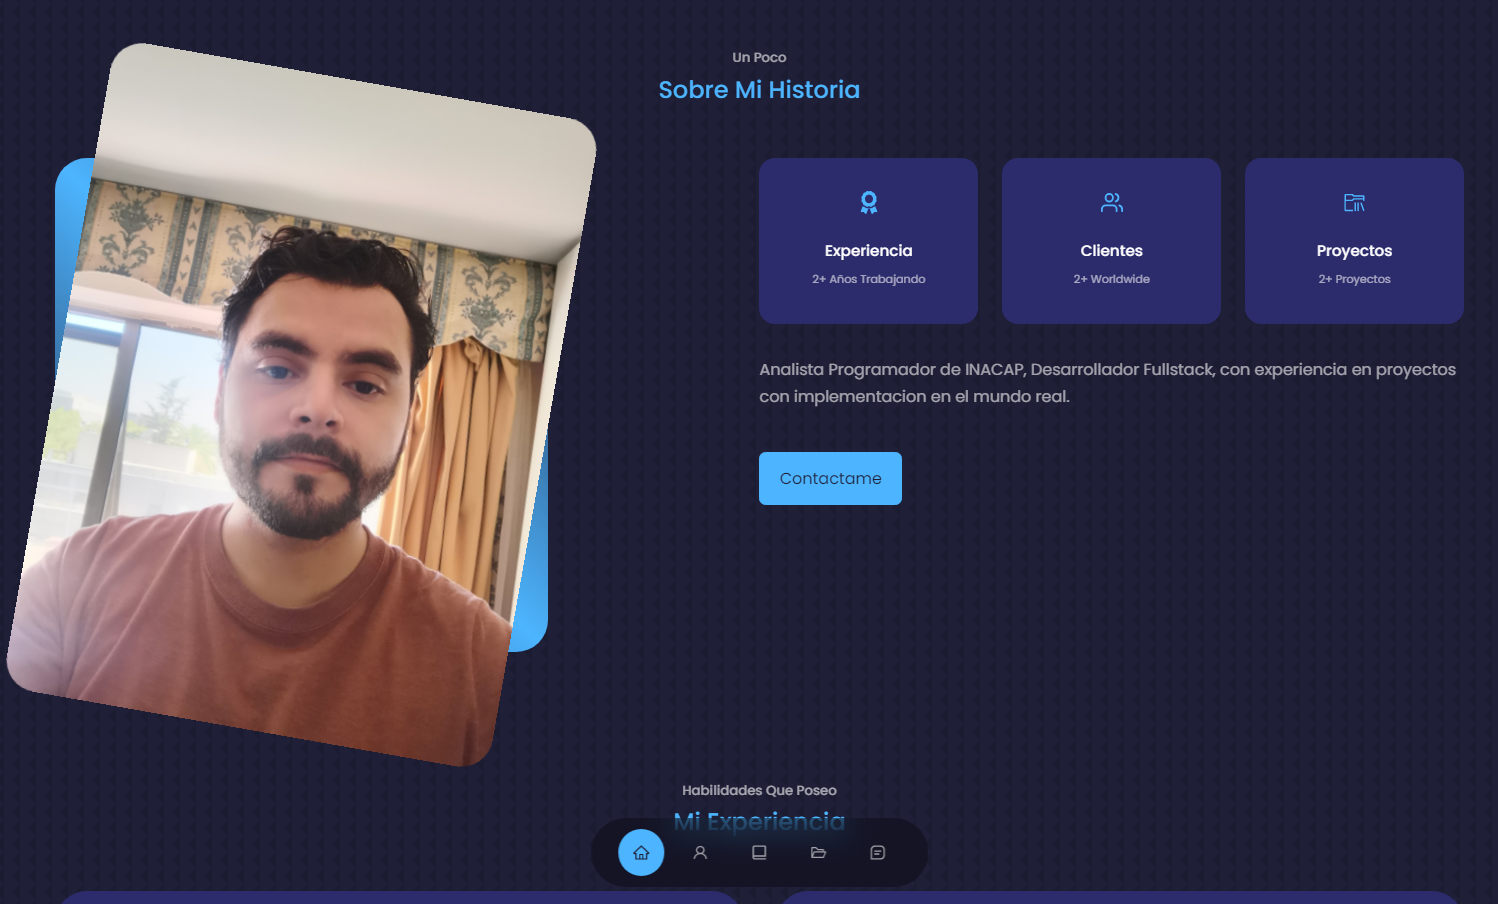 Un Poco
Sobre Mi Historia
Experiencia
2+ Años Trabajando
Clientes
2+ Worldwide
Proyectos
2+ Proyectos
Analista Programador de INACAP, Desarrollador Fullstack, con experiencia en proyectos
con implementacion en el mundo real.
Contactame
Habilidades Que Poseo
Mi Experiencia